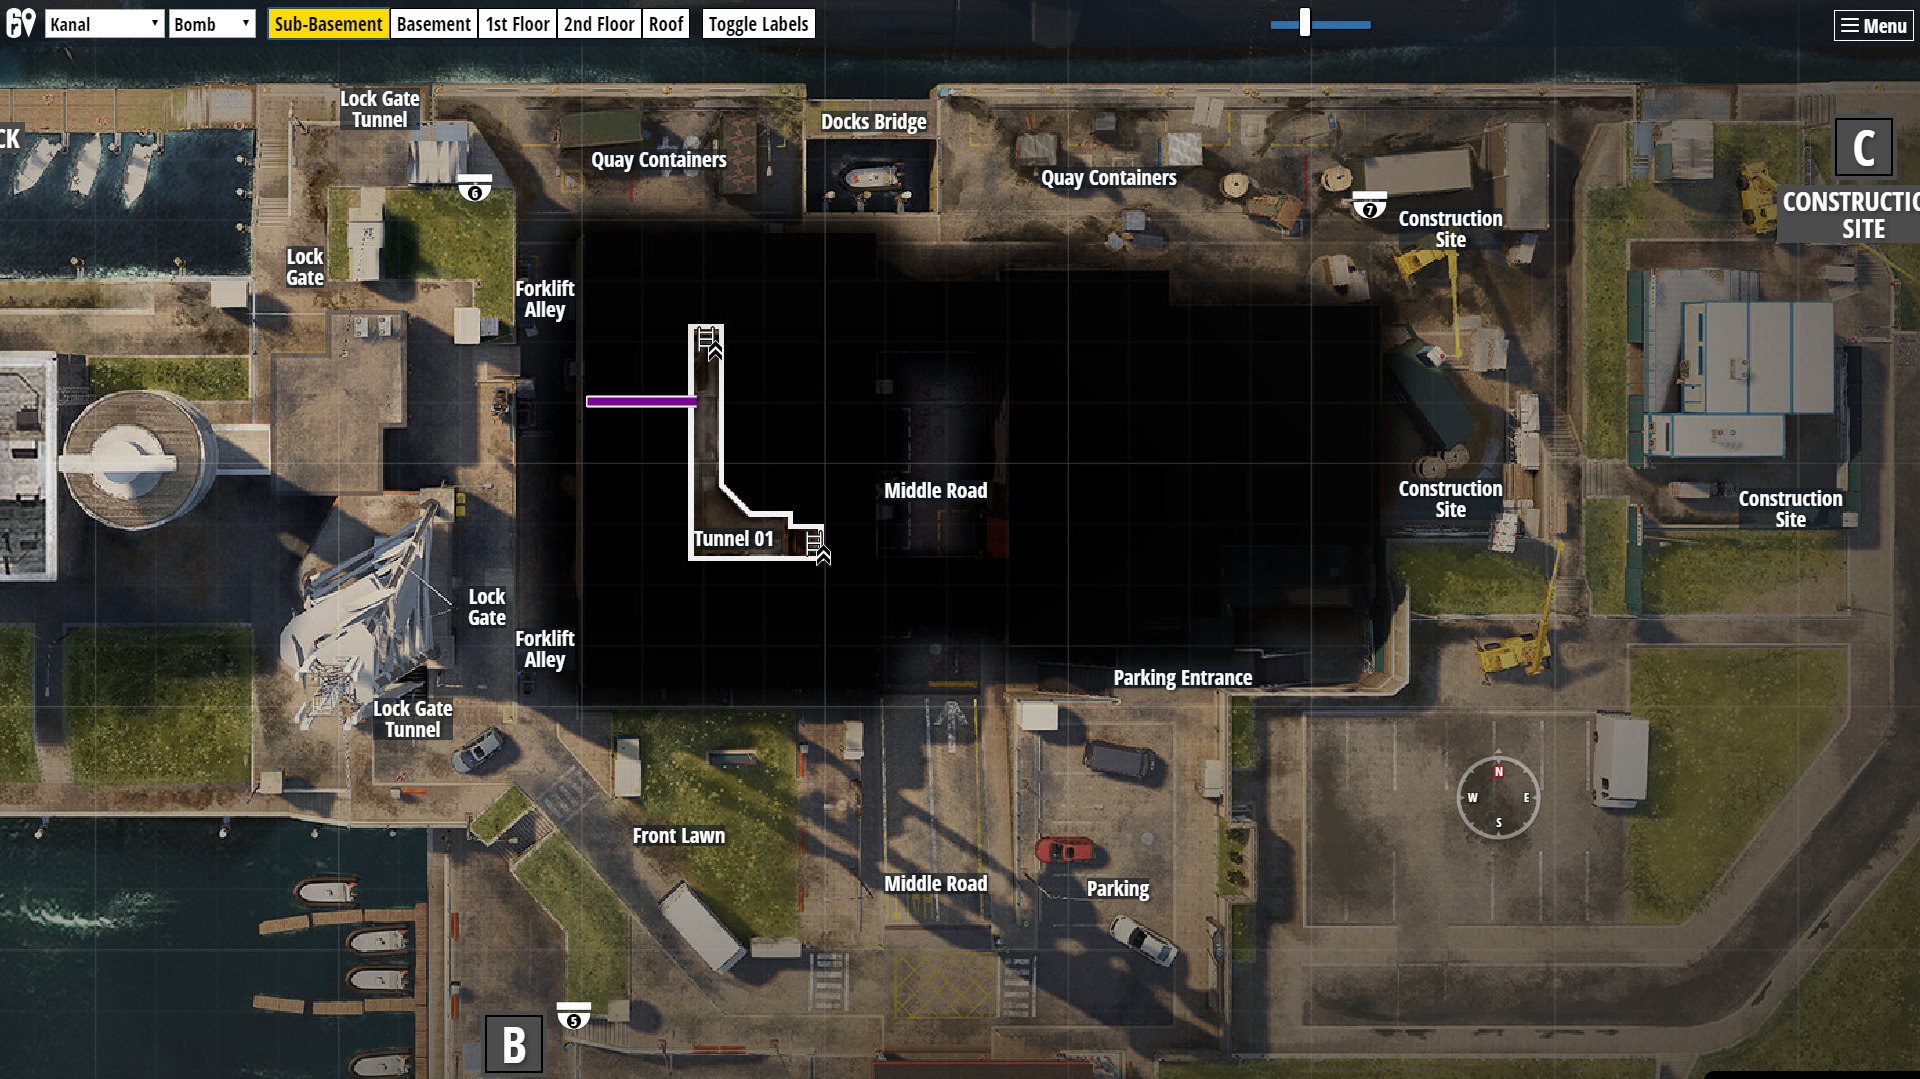 Kanal
Bomb
Sub-Basement
Basement
1st Floor
2nd Floor
Roof
Toggle Labels
Menu
Lock Gate
Tunnel
Docks Bridge
CK
Quay Containers
Quay Containers
C
CONSTRUCTIO
SITE
6
7
Construction
Site
Lock
Gate
Forklift
Alley
Middle Road
Construction
Site
Construction
Site
Tunnel 01
Lock
Gate
Forklift
Alley
Parking Entrance
Lock Gate
Tunnel
N
W
E
S
Front Lawn
Middle Road
Parking
5
B